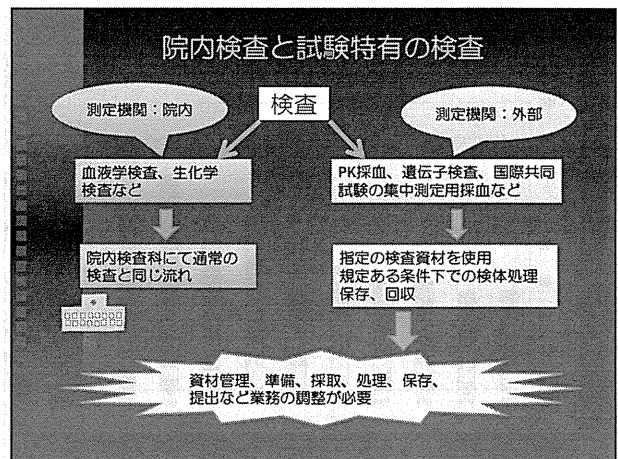 院内検査と試験特有の検査
測定機関：院内
検査
測定機関：外部
血液学検査、生化学
検査など
PK採血、遺伝子検査、国際共同
試験の集中測定用採血など
院内検査科にて通常の
検査と同じ流れ
指定の検査資材を使用
規定ある条件下での検体処理
保存、回収
資材管理、準備、採取、処理、保存、
提出など業務の調整が必要